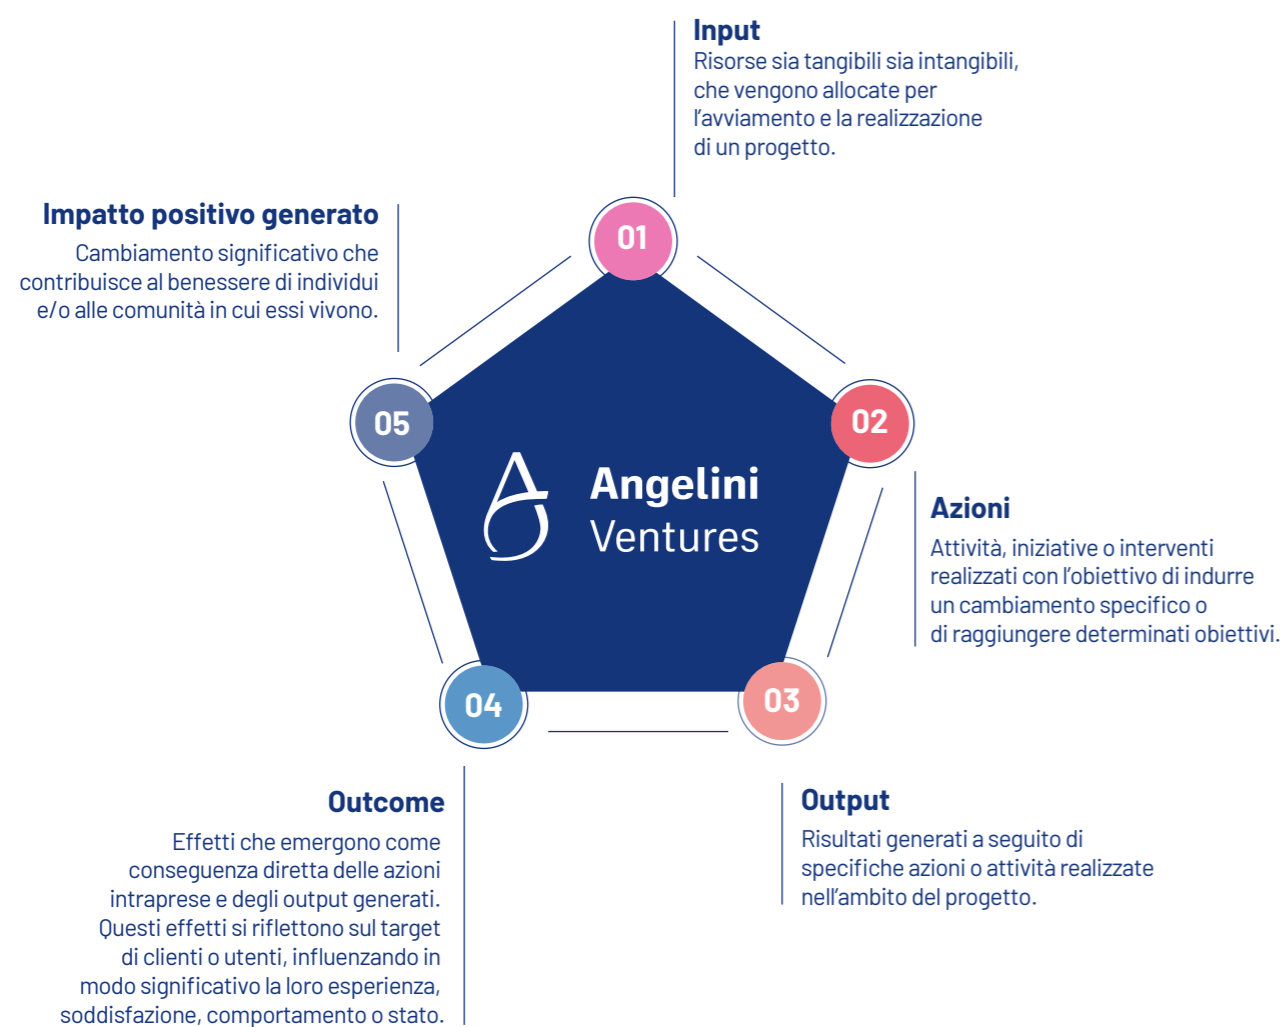 Input
Risorse sia tangibili sia intangibili,
che vengono allocate per
l'avviamento e la realizzazione
di un progetto.
01
Impatto positivo generato
Cambiamento significativo che
contribuisce al benessere di individui
e/o alle comunità in cui essi vivono.
05
02
Angelini
Ventures
Azioni
Attività, iniziative o interventi
realizzati con l'obiettivo di indurre
un cambiamento specifico o
di raggiungere determinati obiettivi.
04
03
Outcome
Effetti che emergono come
conseguenza diretta delle azioni
intraprese e degli output generati.
Questi effetti si riflettono sul target
di clienti o utenti, influenzando in
modo significativo la loro esperienza,
soddisfazione, comportamento o stato.
Output
Risultati generati a seguito di
specifiche azioni o attività realizzate
nell'ambito del progetto.